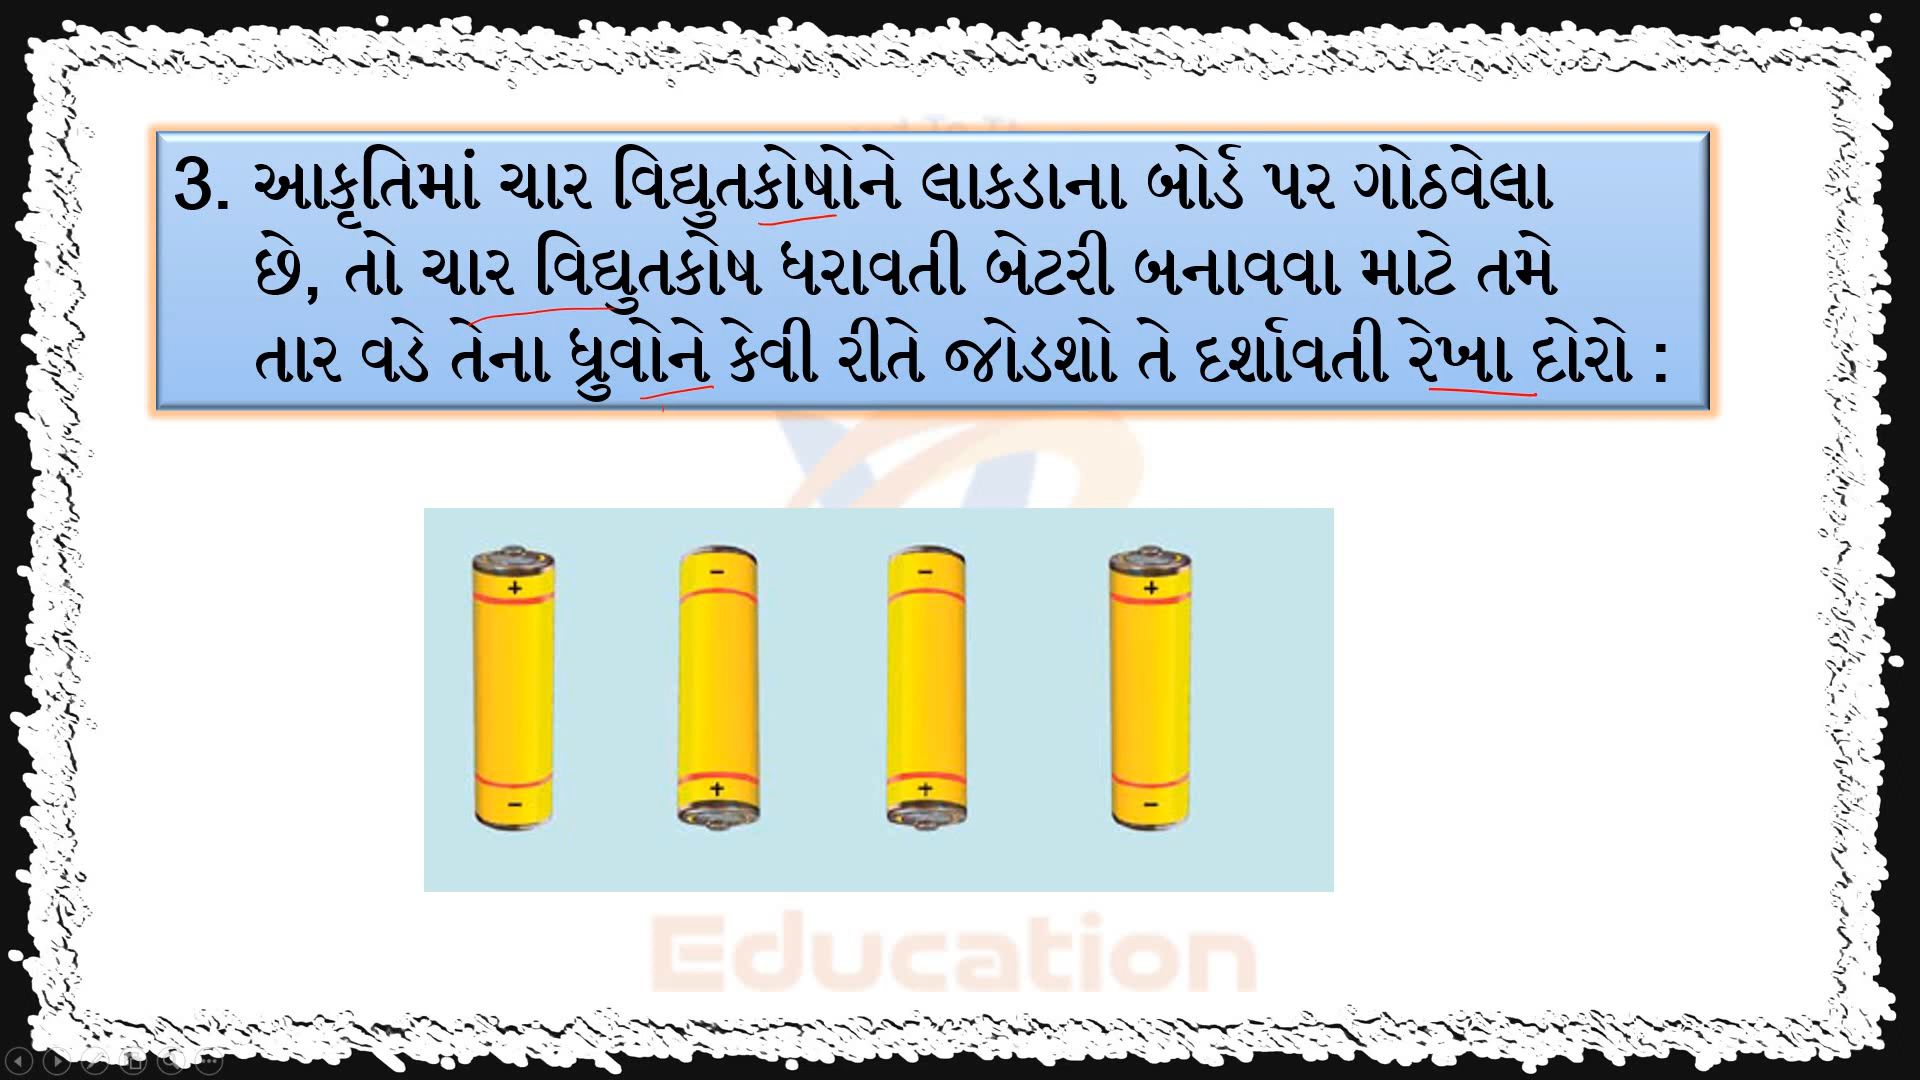 3. આકૃતિમાં ચાર વિદ્યુતકોષોને લાકડાના બોર્ડ પર ગોઠવેલા
છે, તો ચાર વિદ્યુતકોષ ધરાવતી બેટરી બનાવવા માટે તમે
તાર વડે તેના ધ્રુવોને કેવી રીતે જોડશો તે દર્શાવતી રેખા દોરો :
+ - - +
- + + -
Education